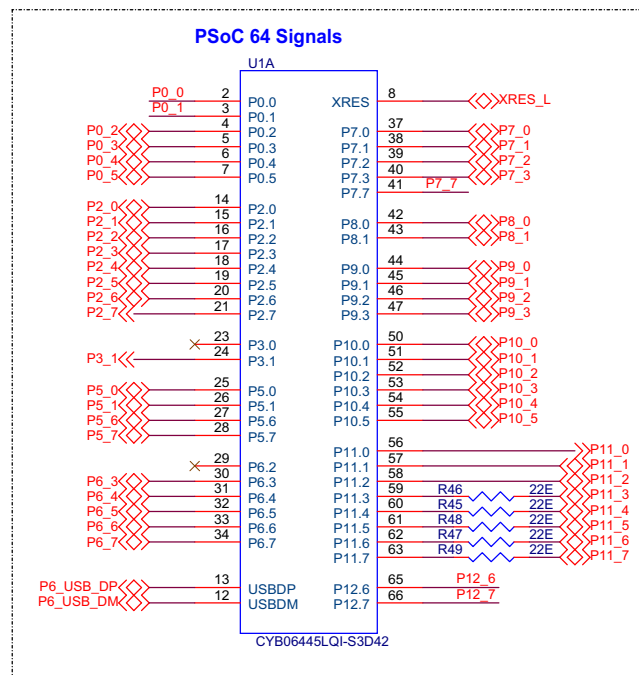 PSoC 64 Signals
U1A
P0_0 2 P0.0 XRES 8 XRES_L
P0_1 3 P0.1
P0_2 4 P0.2 P7.0 37 P7_0
P0_3 5 P0.3 P7.1 38 P7_1
P0_4 6 P0.4 P7.2 39 P7_2
P0_5 7 P0.5 P7.3 40 P7_3
P7.7 41 P7_7
P2_0 14 P2.0 P8.0 42 P8_0
P2_1 15 P2.1 P8.1 43 P8_1
P2_2 16 P2.2
P2_3 17 P2.3
P2_4 18 P2.4 P9.0 44 P9_0
P2_5 19 P2.5 P9.1 45 P9_1
P2_6 20 P2.6 P9.2 46 P9_2
P2_7 21 P2.7 P9.3 47 P9_3
23 P3.0 P10.0 50 P10_0
P3_1 24 P3.1 P10.1 51 P10_1
P10.2 52 P10_2
P5_0 25 P5.0 P10.3 53 P10_3
P5_1 26 P5.1 P10.4 54 P10_4
P5_6 27 P5.6 P10.5 55 P10_5
P5_7 28 P5.7
P11.0 56 P11_0
29 P6.2 P11.1 57 P11_1
P6_3 30 P6.3 P11.2 58 P11_2
P6_4 31 P6.4 P11.3 59 R46 22E P11_3
P6_5 32 P6.5 P11.4 60 R45 22E P11_4
P6_6 33 P6.6 P11.5 61 R48 22E P11_5
P6_7 34 P6.7 P11.6 62 R47 22E P11_6
P11.7 63 R49 22E P11_7
P6_USB_DP 13 USBDP P12.6 65 P12_6
P6_USB_DM 12 USBDM P12.7 66 P12_7
CYB06445LQI-S3D42